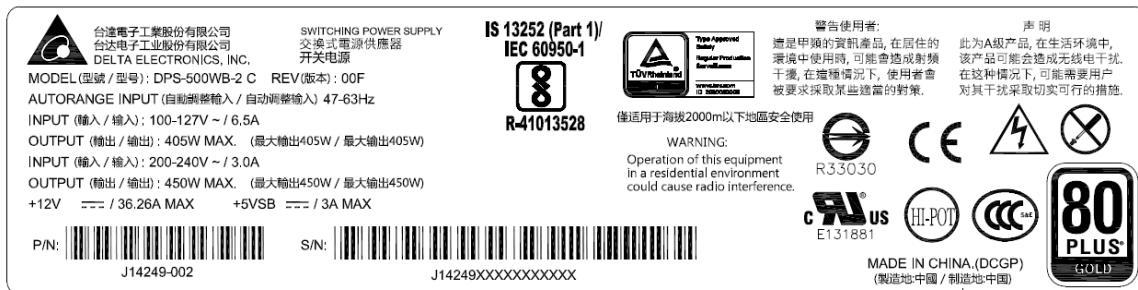 台達電子工業股份有限公司
台达电子工业股份有限公司
DELTA ELECTRONICS, INC.
SWITCHING POWER SUPPLY
交換式電源供應器
开关电源
MODEL(型號 / 型号) : DPS-500WB-2 C REV(版本) : 00F
AUTORANGE INPUT (自動調整輸入 / 自动调整输入) 47-63Hz
INPUT (輸入 / 输入) : 100-127V ~ / 6.5A
OUTPUT (輸出 / 输出) : 405W MAX. (最大輸出405W / 最大输出405W)
INPUT (輸入 / 输入) : 200-240V ~ / 3.0A
OUTPUT (輸出 / 输出) : 450W MAX. (最大輸出450W / 最大输出450W)
+12V ⎓ / 36.26A MAX +5VSB ⎓ / 3A MAX
P/N:
J14249-002
S/N:
J14249XXXXXXXXXXXX
IS 13252 (Part 1)/
IEC 60950-1
R-41013528
TÜVRheinland
Type Approved
Safety
Regular Production
Surveillance
www.tuv.com
僅适用于海拔2000m以下地區安全使用
WARNING:
Operation of this equipment
in a residential environment
could cause radio interference.
警告使用者:
這是甲類的資訊產品, 在居住的
環境中使用時, 可能會造成射頻
干擾, 在這種情況下, 使用者會
被要求採取某些適當的對策.
声 明
此为A级产品, 在生活环境中,
该产品可能会造成无线电干扰.
在这种情况下, 可能需要用户
对其干扰采取切实可行的措施.
R33030
CE
C RU US
E131881
HI-POT
CCC S&E
80
PLUS
GOLD
MADE IN CHINA.(DCGP)
(製造地:中國 / 制造地:中国)